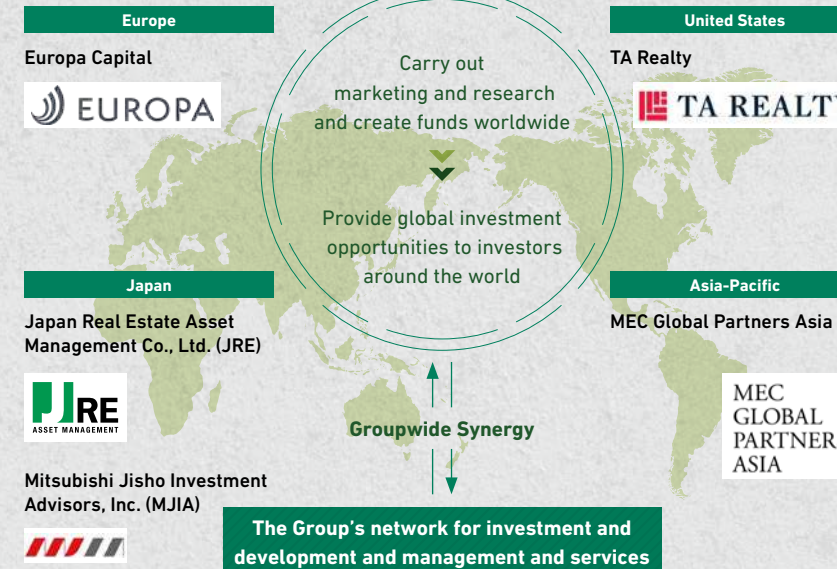 Europe
Europa Capital
EUROPA
Carry out
marketing and research
and create funds worldwide
Provide global investment
opportunities to investors
around the world
United States
TA Realty
TA REALTY
Japan
Japan Real Estate Asset
Management Co., Ltd. (JRE)
JRE
ASSET MANAGEMENT
Mitsubishi Jisho Investment
Advisors, Inc. (MJIA)
Asia-Pacific
MEC Global Partners Asia
MEC
GLOBAL
PARTNER
ASIA
Groupwide Synergy
The Group's network for investment and
development and management and services